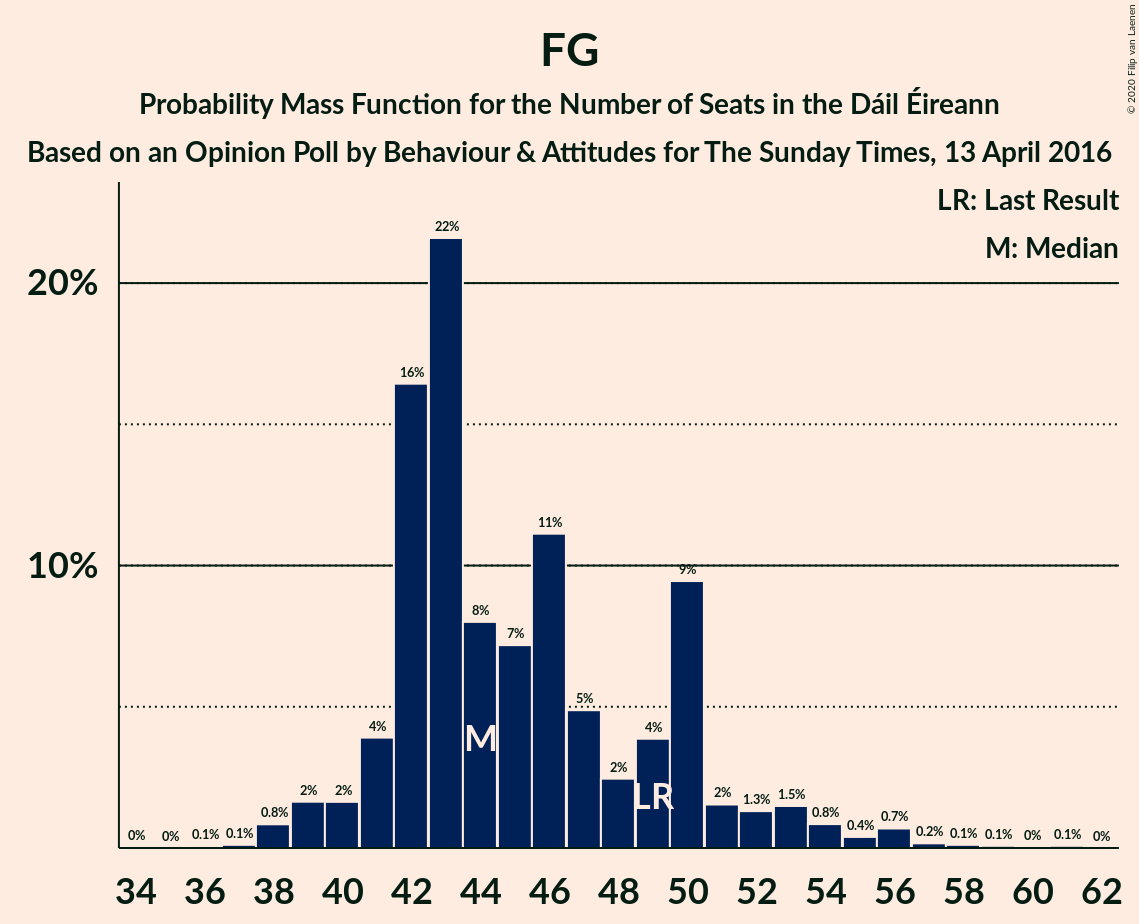 © 2020 Filip van Laenen
FG
Probability Mass Function for the Number of Seats in the Dáil Éireann
Based on an Opinion Poll by Behaviour & Attitudes for The Sunday Times, 13 April 2016
LR: Last Result
M: Median
20%
10%
0% 0% 0.1% 0.1% 0.8% 2% 2% 4% 16% 22% 8% 7% 11% 5% 2% 4% 9% 2% 1.3% 1.5% 0.8% 0.4% 0.7% 0.2% 0.1% 0.1% 0% 0.1% 0%
M
LR
34 36 38 40 42 44 46 48 50 52 54 56 58 60 62